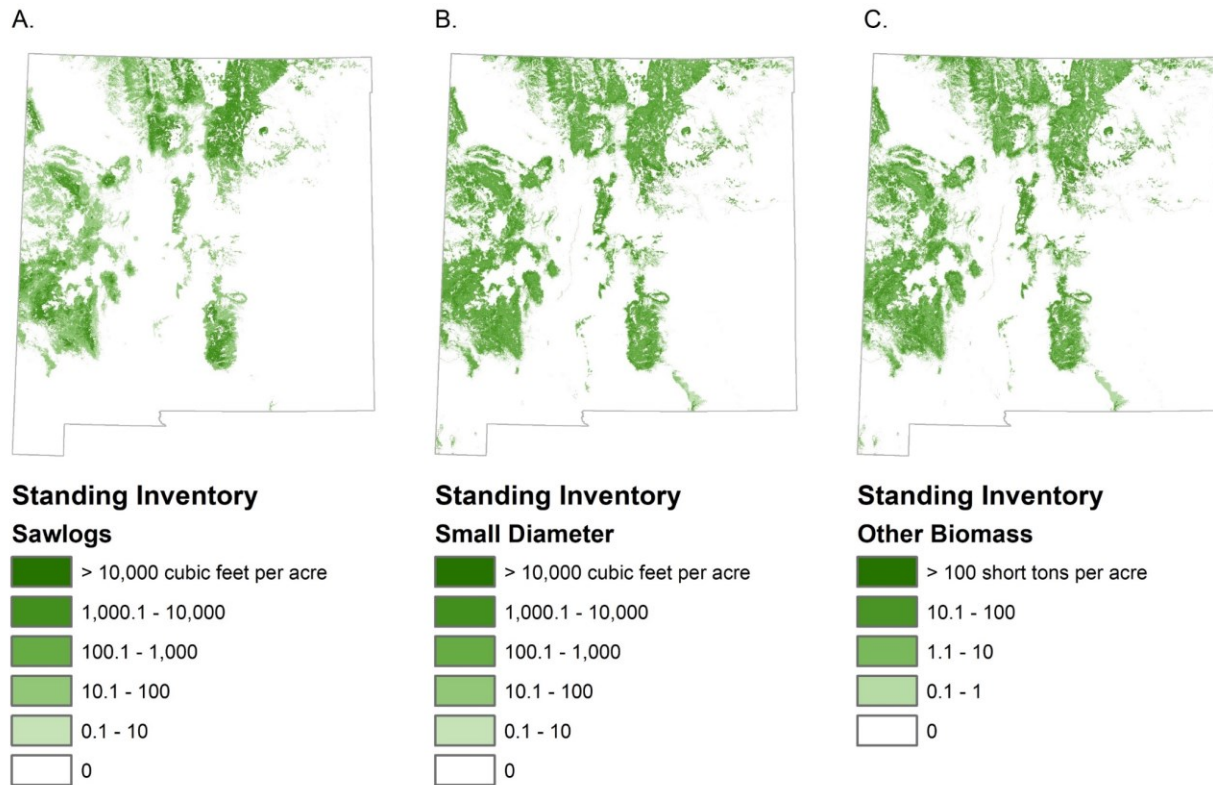 A.
B.
C.
Standing Inventory
Sawlogs
> 10,000 cubic feet per acre
1,000.1 - 10,000
100.1 - 1,000
10.1 - 100
0.1 - 10
0
Standing Inventory
Small Diameter
> 10,000 cubic feet per acre
1,000.1 - 10,000
100.1 - 1,000
10.1 - 100
0.1 - 10
0
Standing Inventory
Other Biomass
> 100 short tons per acre
10.1 - 100
1.1 - 10
0.1 - 1
0